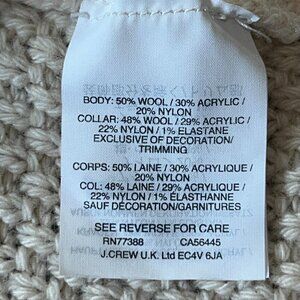 BODY: 50% WOOL / 30% ACRYLIC /
20% NYLON
COLLAR: 48% WOOL / 29% ACRYLIC /
22% NYLON / 1% ELASTANE
EXCLUSIVE OF DECORATION/
TRIMMING
CORPS: 50% LAINE / 30% ACRYLIQUE /
20% NYLON
COL: 48% LAINE / 29% ACRYLIQUE /
22% NYLON / 1% ÉLASTHANNE
SAUF DÉCORATION/GARNITURES
SEE REVERSE FOR CARE
RN77388 CA56445
J.CREW U.K. Ltd EC4V 6JA